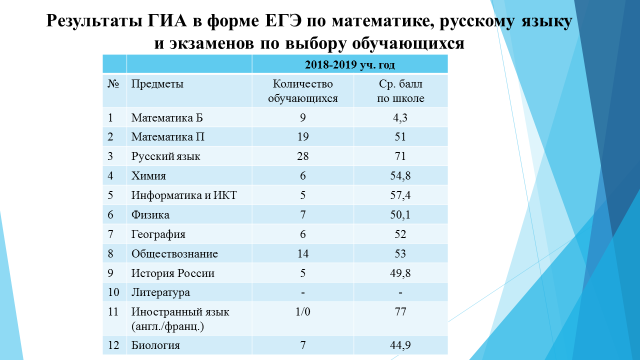 Результаты ГИА в форме ЕГЭ по математике, русскому языку
и экзаменов по выбору обучающихся
2018-2019 уч. год
№ Предметы Количество обучающихся Ср. балл по школе
1 Математика Б 9 4,3
2 Математика П 19 51
3 Русский язык 28 71
4 Химия 6 54,8
5 Информатика и ИКТ 5 57,4
6 Физика 7 50,1
7 География 6 52
8 Обществознание 14 53
9 История России 5 49,8
10 Литература - -
11 Иностранный язык (англ./франц.) 1/0 77
12 Биология 7 44,9